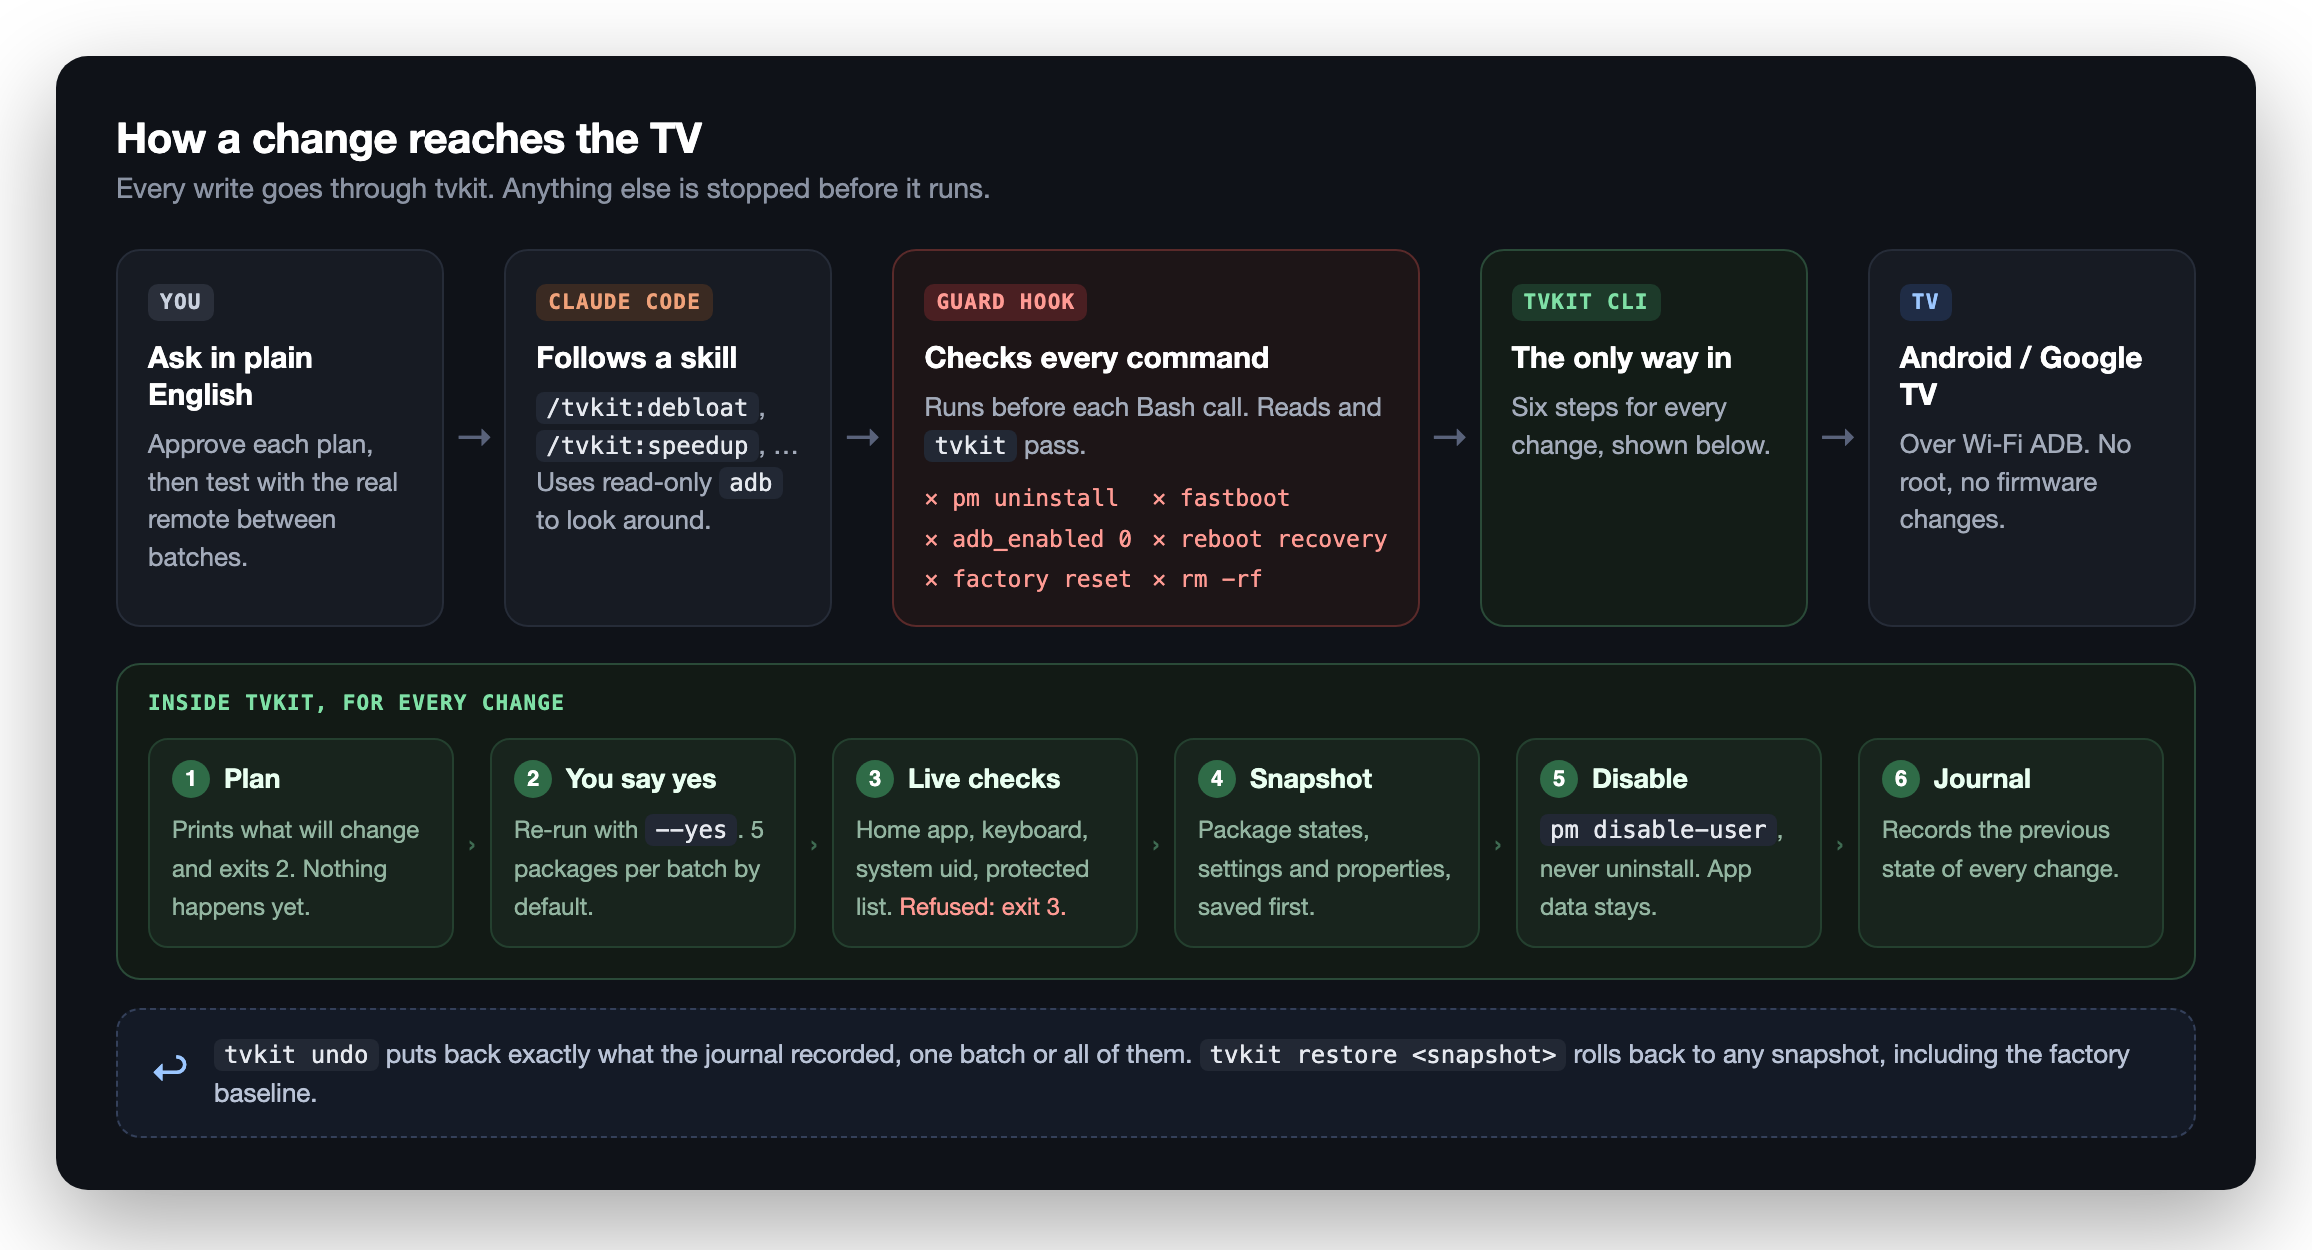 How a change reaches the TV
Every write goes through tvkit. Anything else is stopped before it runs.
YOU
Ask in plain
English
Approve each plan,
then test with the real
remote between
batches.
→
CLAUDE CODE
Follows a skill
/tvkit:debloat,
/tvkit:speedup, …
Uses read-only adb
to look around.
→
GUARD HOOK
Checks every command
Runs before each Bash call. Reads and
tvkit pass.
× pm uninstall × fastboot
× adb_enabled 0 × reboot recovery
× factory reset × rm -rf
→
TVKIT CLI
The only way in
Six steps for every
change, shown below.
→
TV
Android / Google
TV
Over Wi-Fi ADB. No
root, no firmware
changes.
INSIDE TVKIT, FOR EVERY CHANGE
1 Plan
Prints what will change
and exits 2. Nothing
happens yet.
›
2 You say yes
Re-run with --yes. 5
packages per batch by
default.
›
3 Live checks
Home app, keyboard,
system uid, protected
list. Refused: exit 3.
›
4 Snapshot
Package states,
settings and properties,
saved first.
›
5 Disable
pm disable-user,
never uninstall. App
data stays.
›
6 Journal
Records the previous
state of every change.
↩ tvkit undo puts back exactly what the journal recorded, one batch or all of them. tvkit restore <snapshot> rolls back to any snapshot, including the factory
baseline.